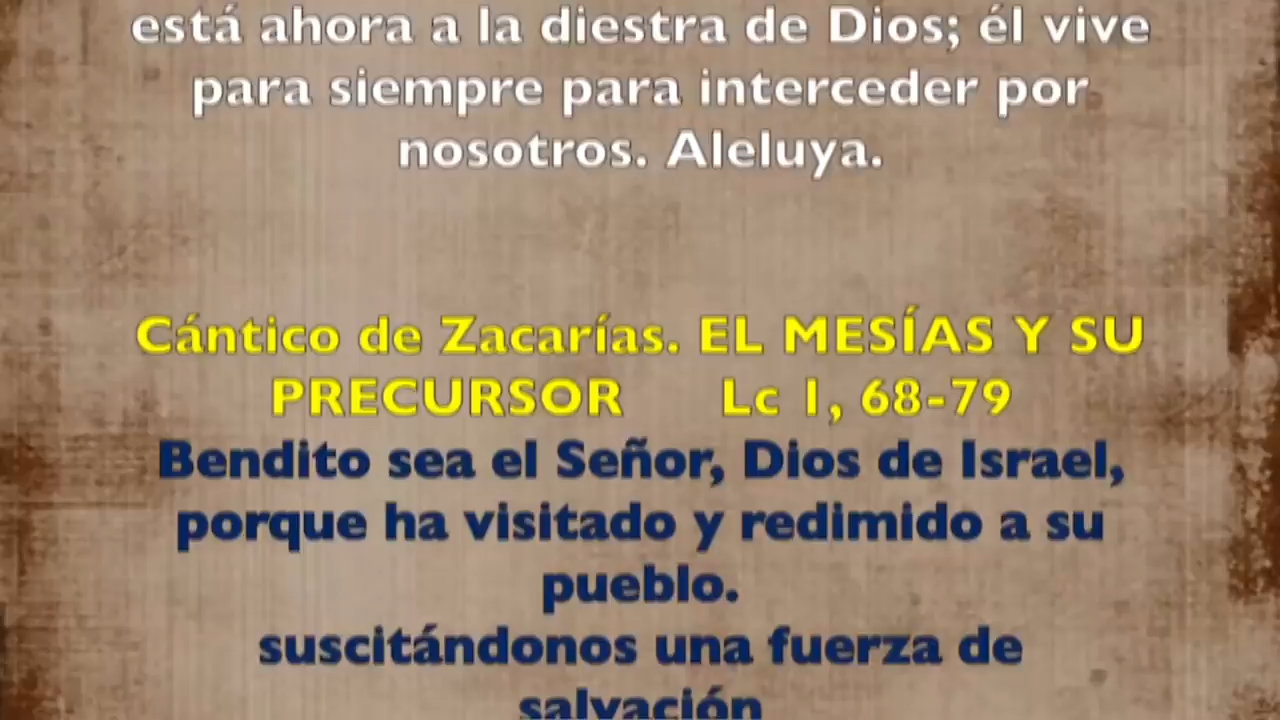 está ahora a la diestra de Dios; él vive
para siempre para interceder por
nosotros. Aleluya.
Cántico de Zacarías. EL MESÍAS Y SU
PRECURSOR Lc 1, 68-79
Bendito sea el Señor, Dios de Israel,
porque ha visitado y redimido a su
pueblo.
suscitándonos una fuerza de
salvación